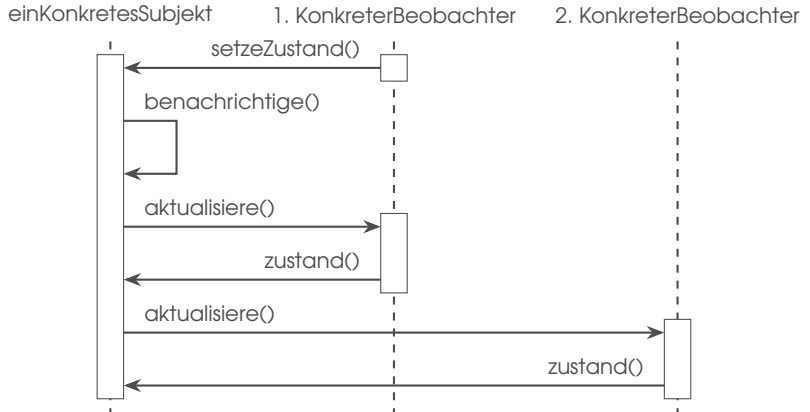 einKonkretesSubjekt 1. KonkreterBeobachter 2. KonkreterBeobachter
setzeZustand()
benachrichtige()
aktualisiere()
zustand()
aktualisiere()
zustand()